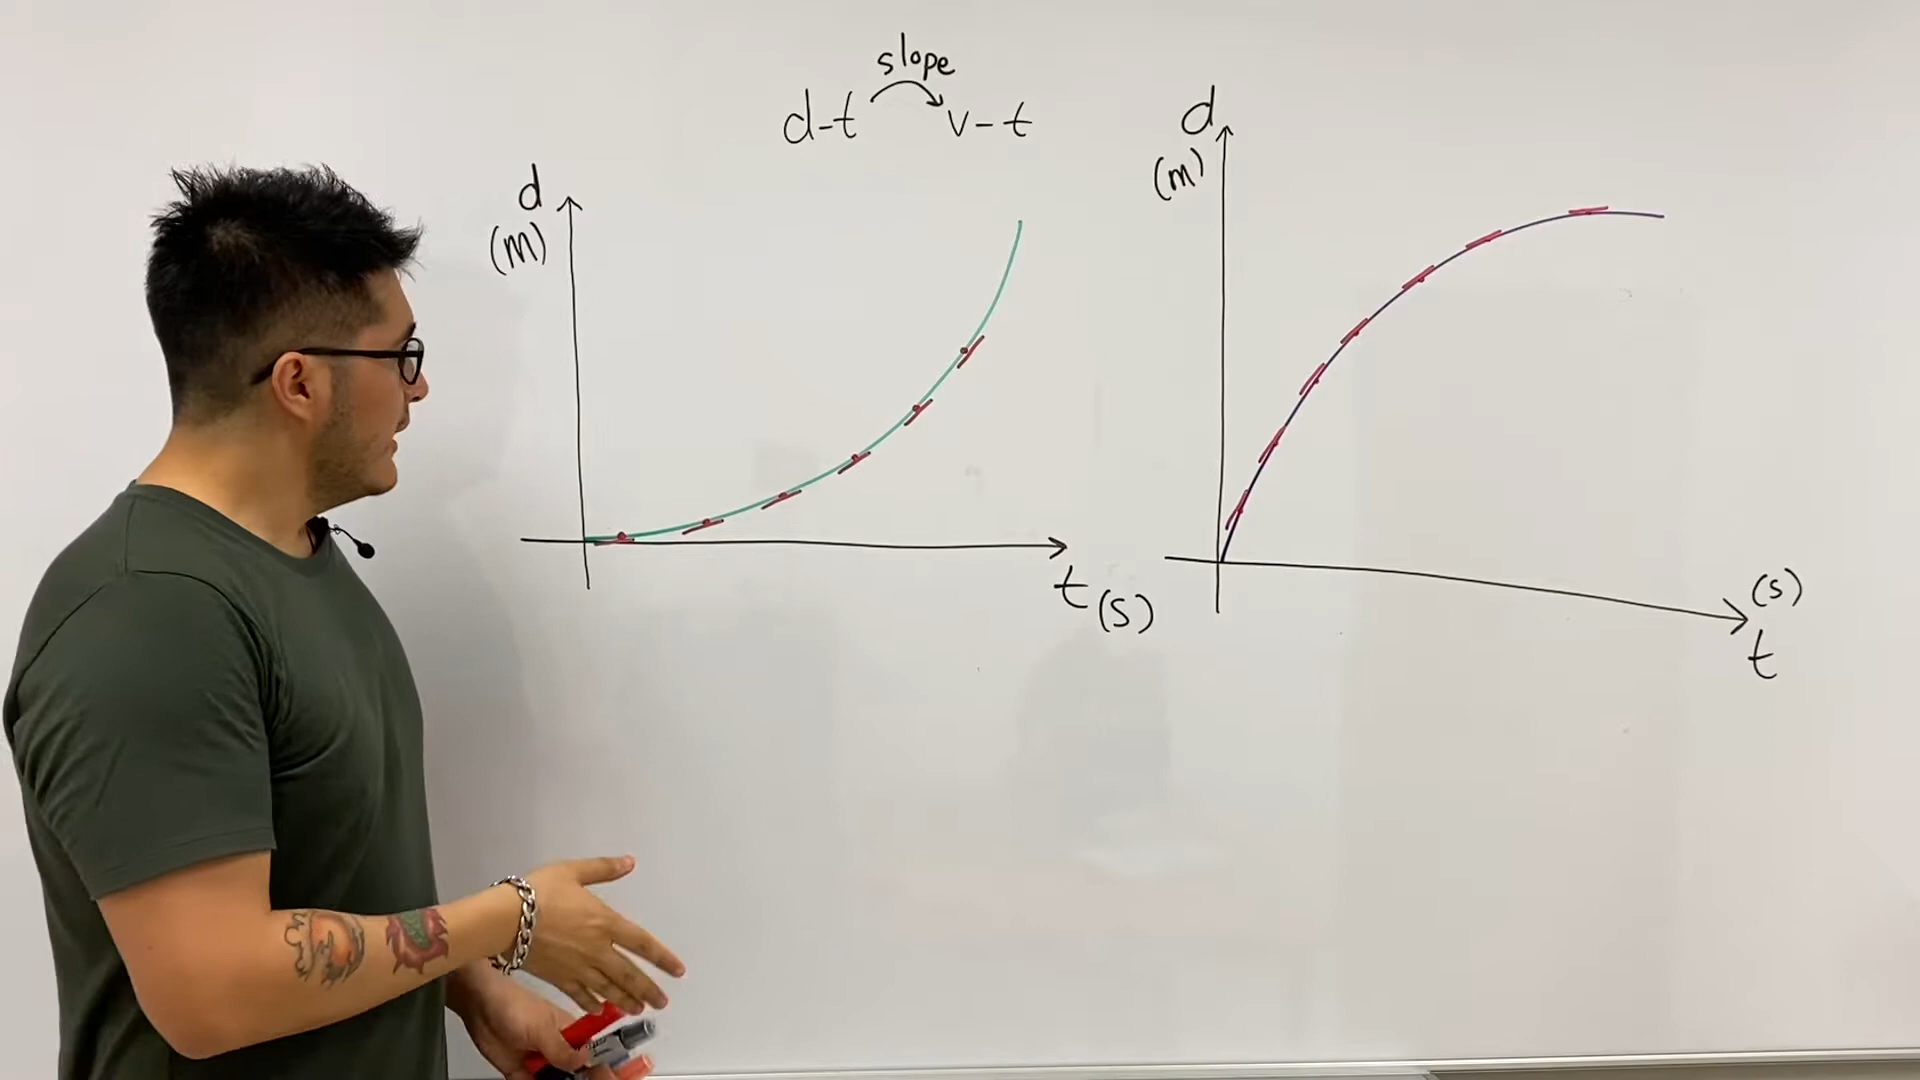 slope
d-t v-t
d
(m)
t (s)
d
(m)
(s)
t